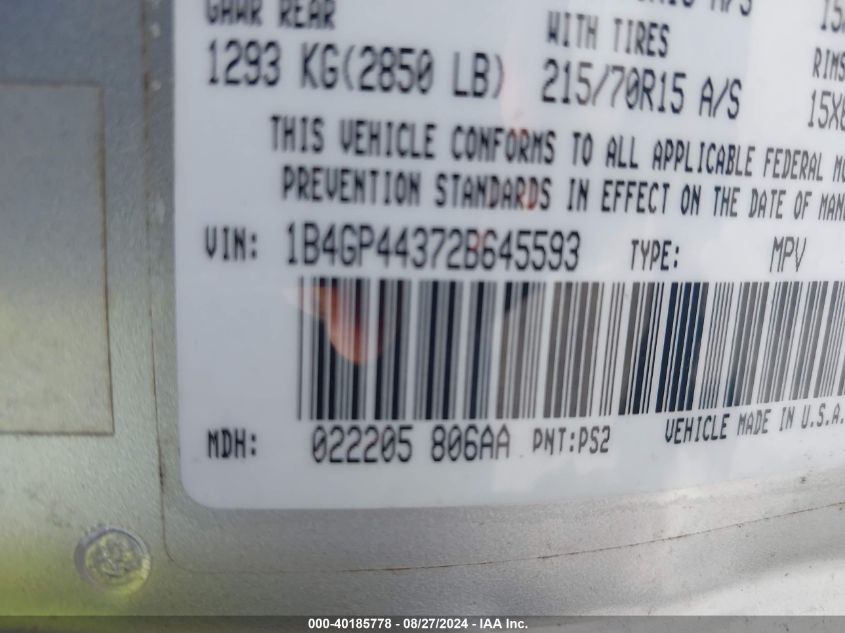 GAWR REAR
WITH TIRES
1293 KG(2850 LB) 215/70R15 A/S
RIMS
THIS VEHICLE CONFORMS TO ALL APPLICABLE FEDERAL
PREVENTION STANDARDS IN EFFECT ON THE DATE OF
VIN: 1B4GP44372B645593 TYPE: MPV
MDH: 022205 806AA PNT:PS2 VEHICLE MADE IN U.S.A.
000-40185778 - 08/27/2024 - IAA Inc.